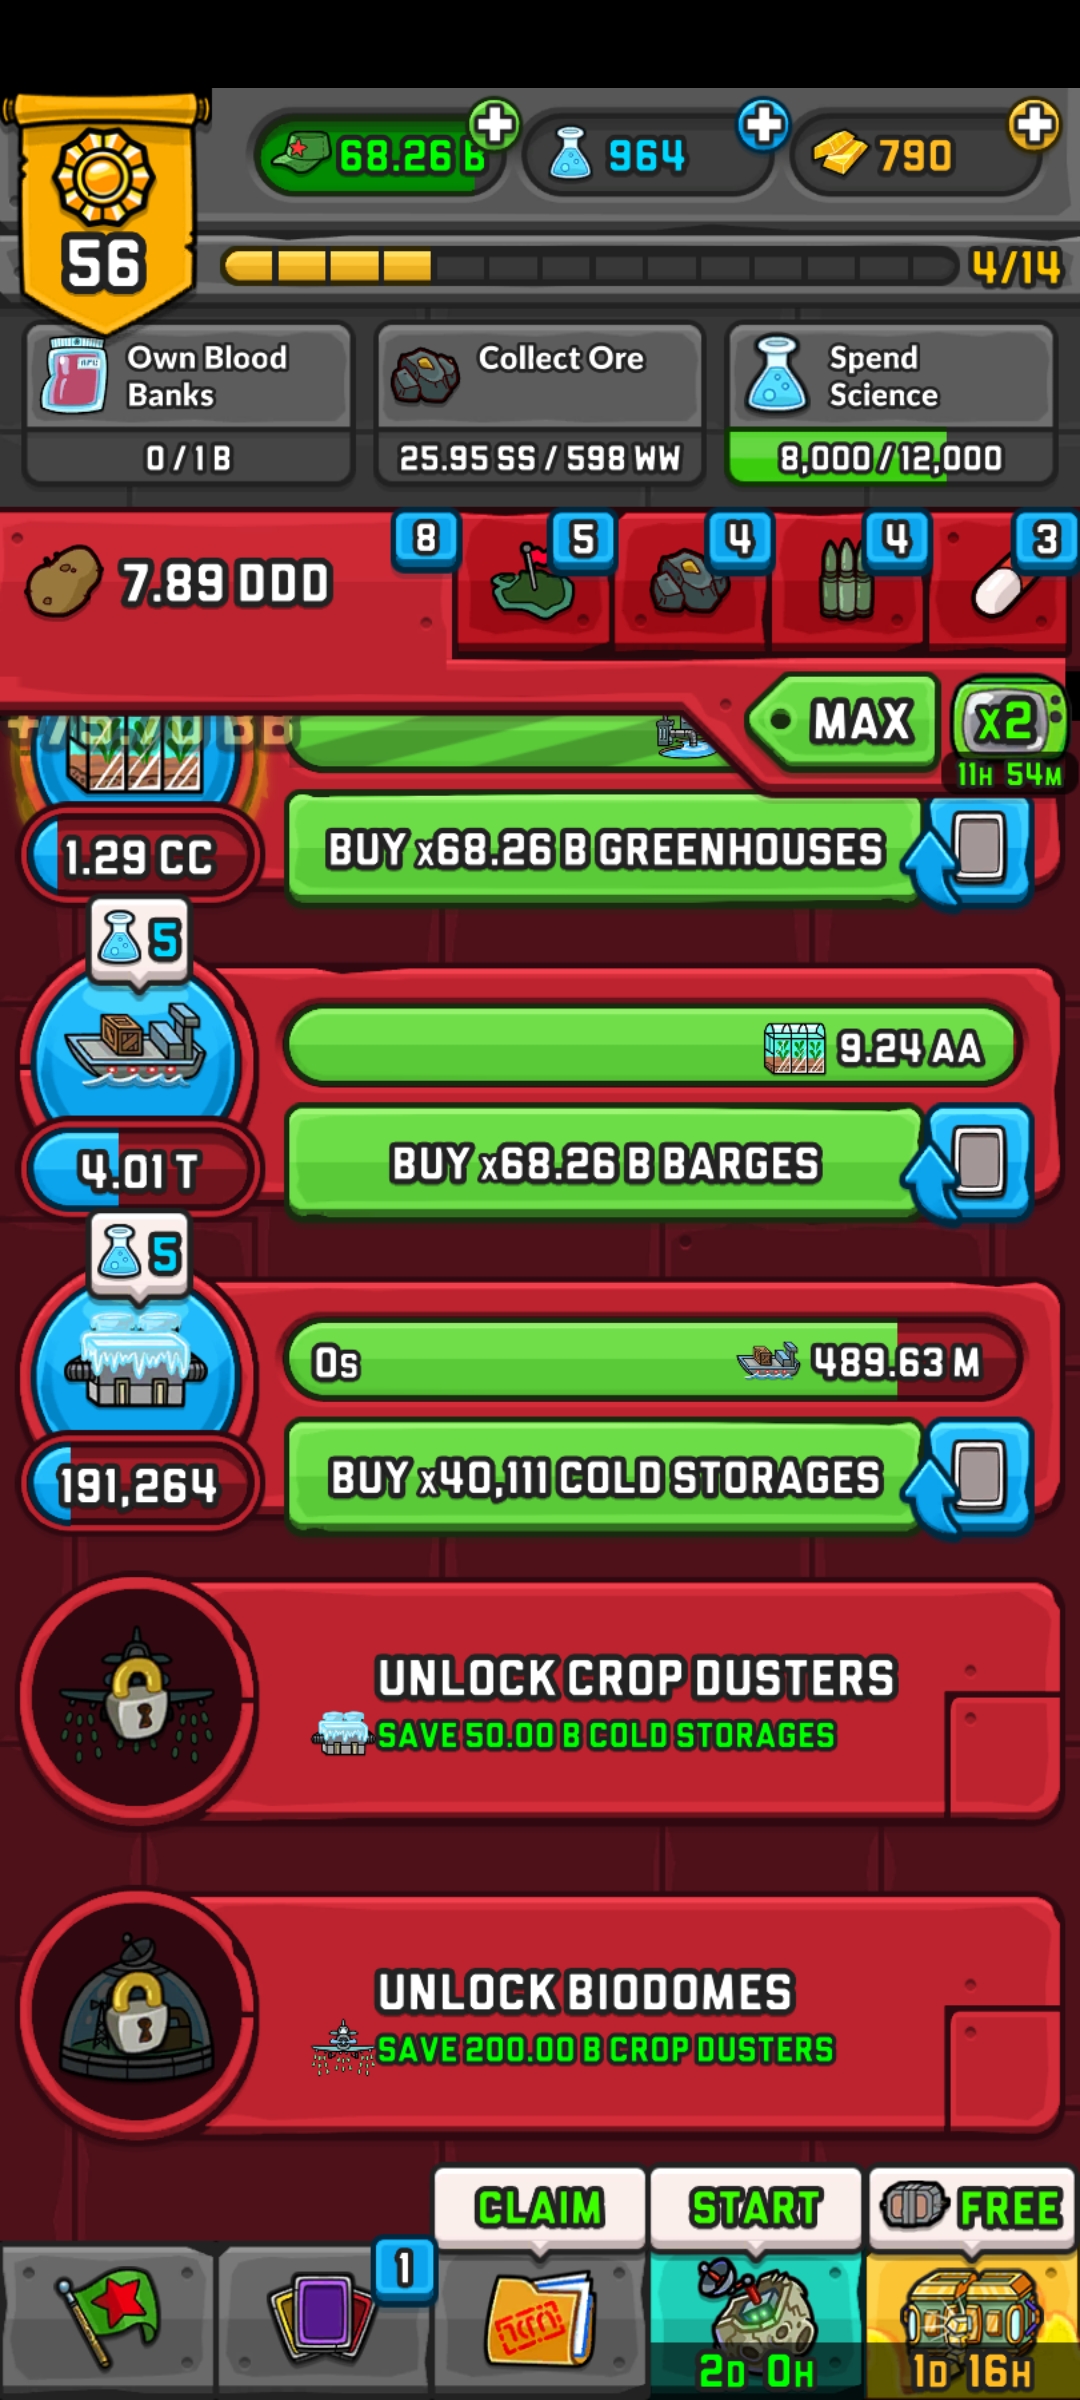 68.26 B
964
790
56
4/14
Own Blood
Banks
0 / 1 B
Collect Ore
25.95 SS / 598 WW
Spend
Science
8,000 / 12,000
7.89 DDD
8
5
4
4
3
MAX
x2
11H 54M
+75.70 BB
1.29 CC
BUY x68.26 B GREENHOUSES
5
9.24 AA
4.01 T
BUY x68.26 B BARGES
5
0s
489.63 M
191,264
BUY x40,111 COLD STORAGES
UNLOCK CROP DUSTERS
SAVE 50.00 B COLD STORAGES
UNLOCK BIODOMES
SAVE 200.00 B CROP DUSTERS
CLAIM
START
FREE
1
2D 0H
1D 16H